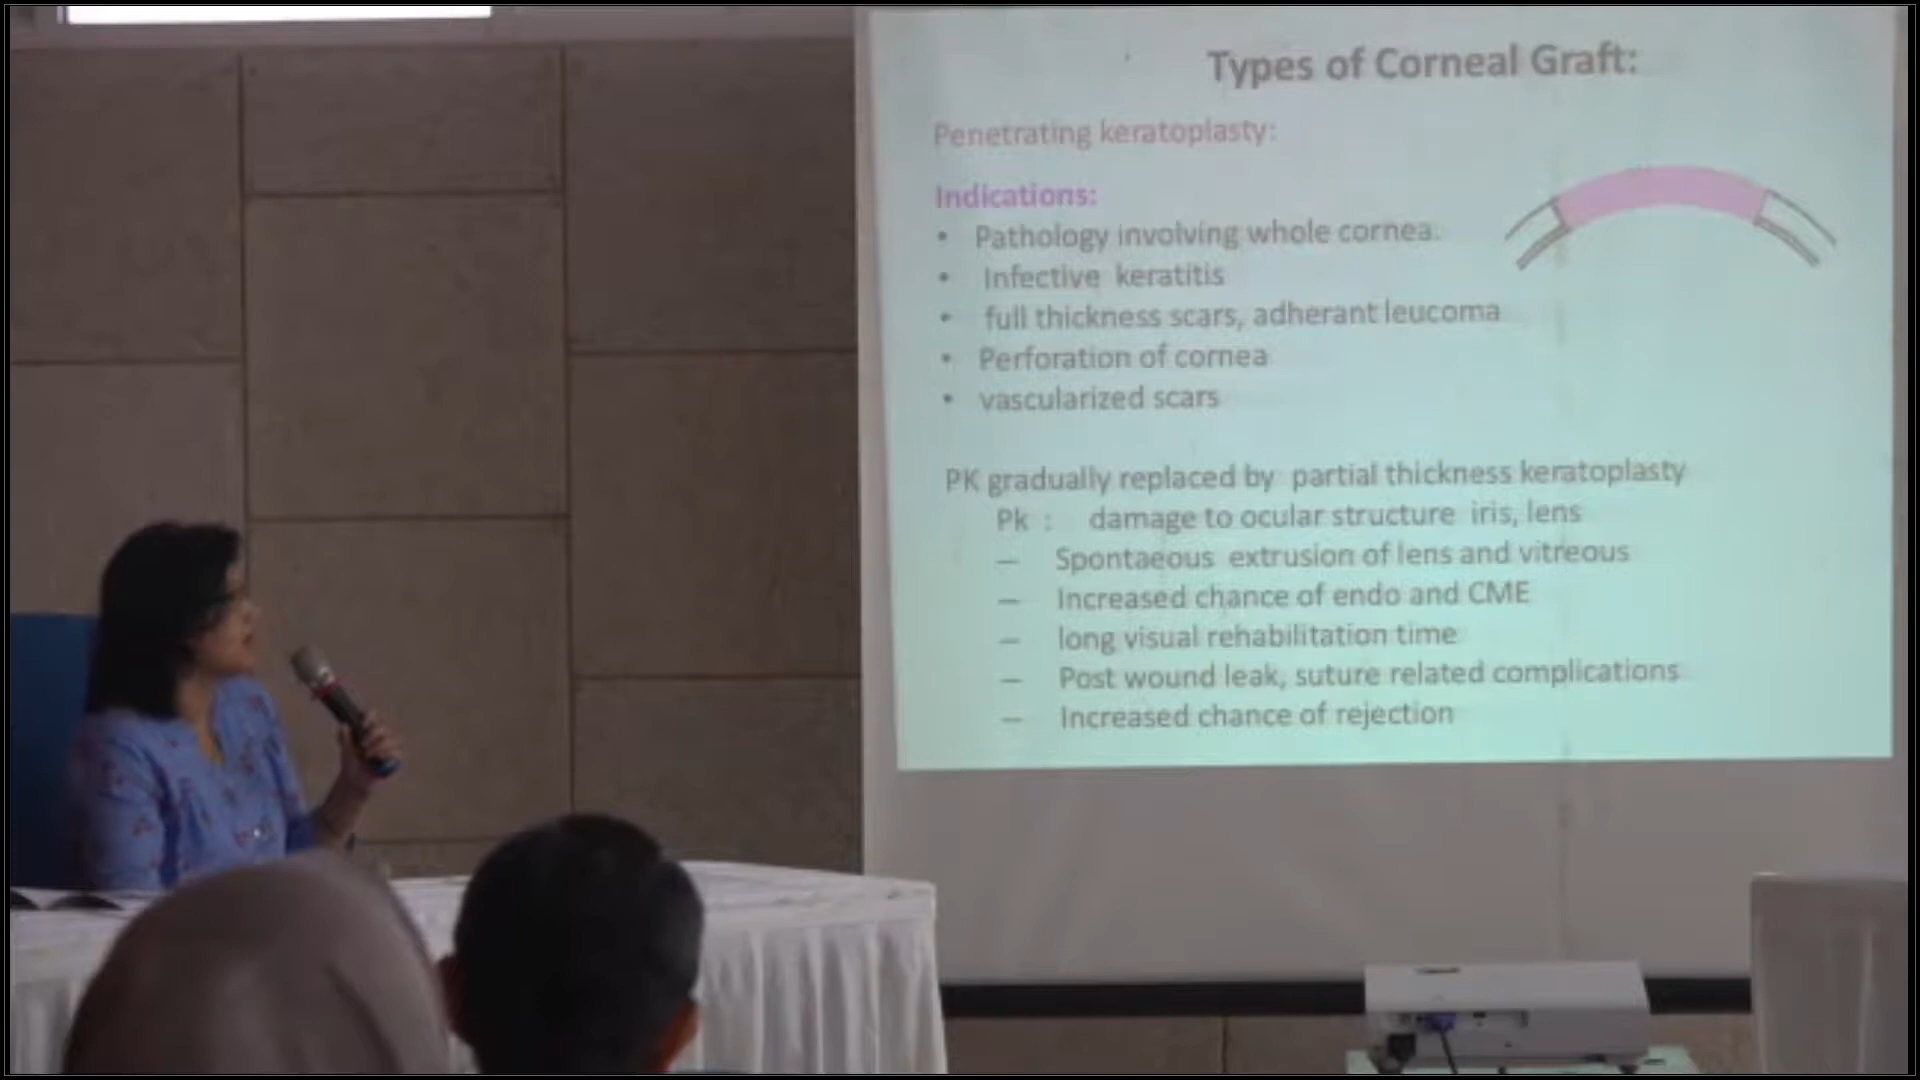 Types of Corneal Graft:
Penetrating keratoplasty:
Indications:
• Pathology involving whole cornea.
• Infective keratitis
• full thickness scars, adherant leucoma
• Perforation of cornea
• vascularized scars
PK gradually replaced by partial thickness keratoplasty
Pk : damage to ocular structure iris, lens
– Spontaeous extrusion of lens and vitreous
– Increased chance of endo and CME
– long visual rehabilitation time
– Post wound leak, suture related complications
– Increased chance of rejection